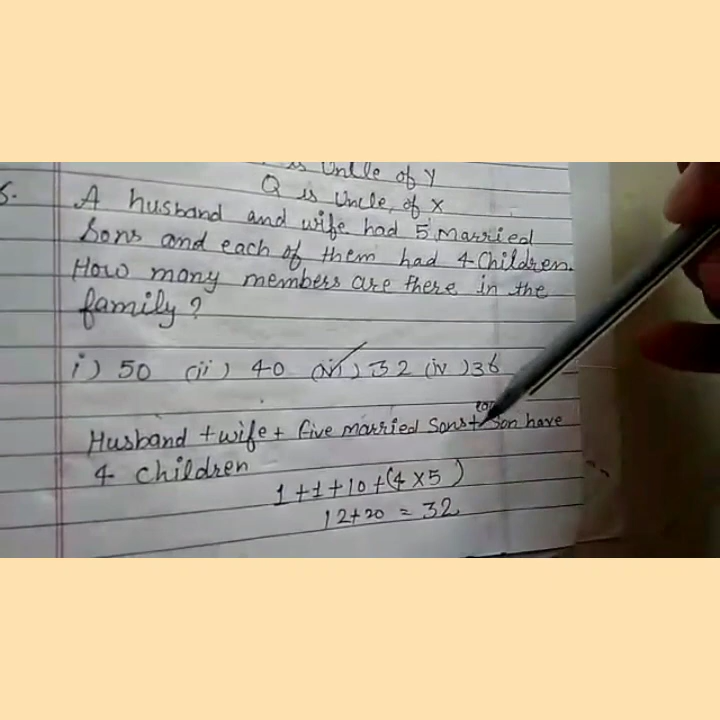 is Uncle of Y
Q is Uncle of X
5. A husband and wife had 5 married
Sons and each of them had 4 Children.
How many members are there in the
family?
i) 50 (ii) 40 (iii) 32 (iv) 36
Husband + wife + five married Sons + Son have
4 children
1+1+10+(4×5)
12+20 = 32